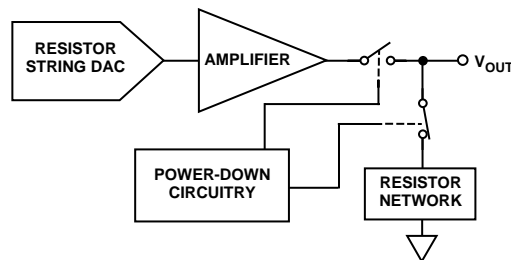 RESISTOR
STRING DAC
AMPLIFIER
VOUT
POWER-DOWN
CIRCUITRY
RESISTOR
NETWORK